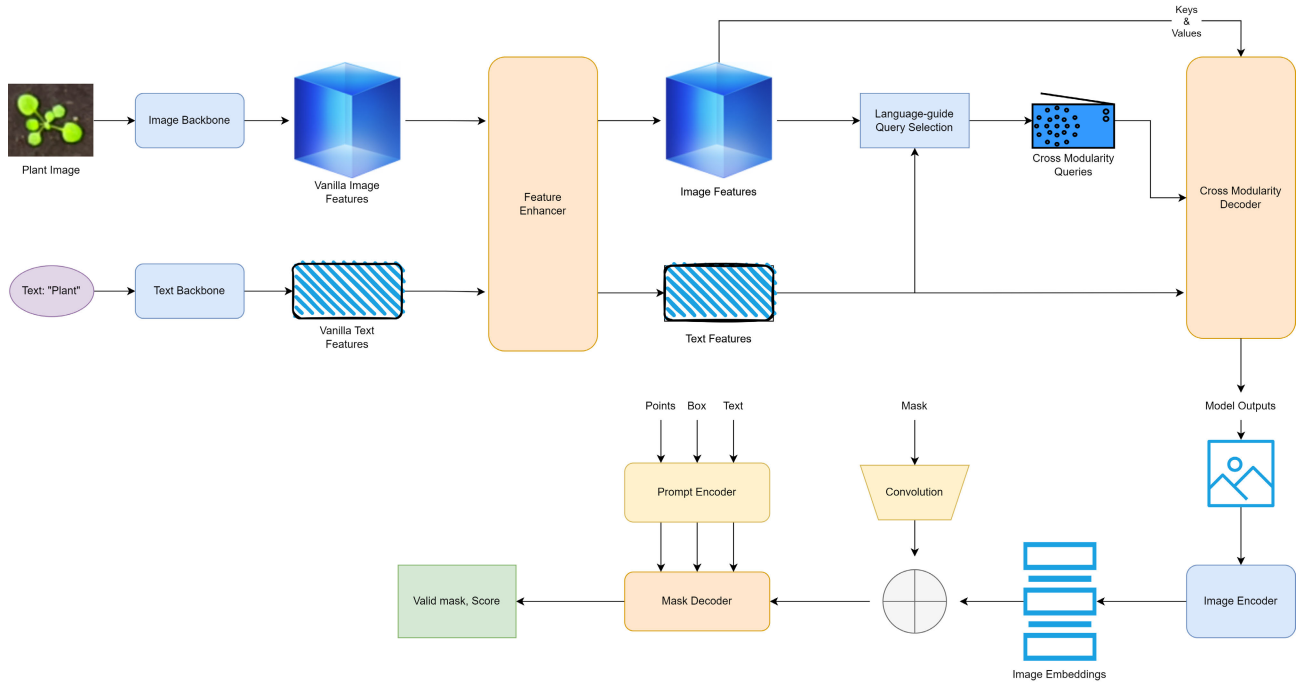 Keys
&
Values
Plant Image
Image Backbone
Vanilla Image
Features
Feature
Enhancer
Image Features
Language-guide
Query Selection
Cross Modularity
Queries
Cross Modularity
Decoder
Text: "Plant"
Text Backbone
Vanilla Text
Features
Text Features
Points
Box
Text
Mask
Model Outputs
Prompt Encoder
Convolution
Valid mask, Score
Mask Decoder
Image Encoder
Image Embeddings